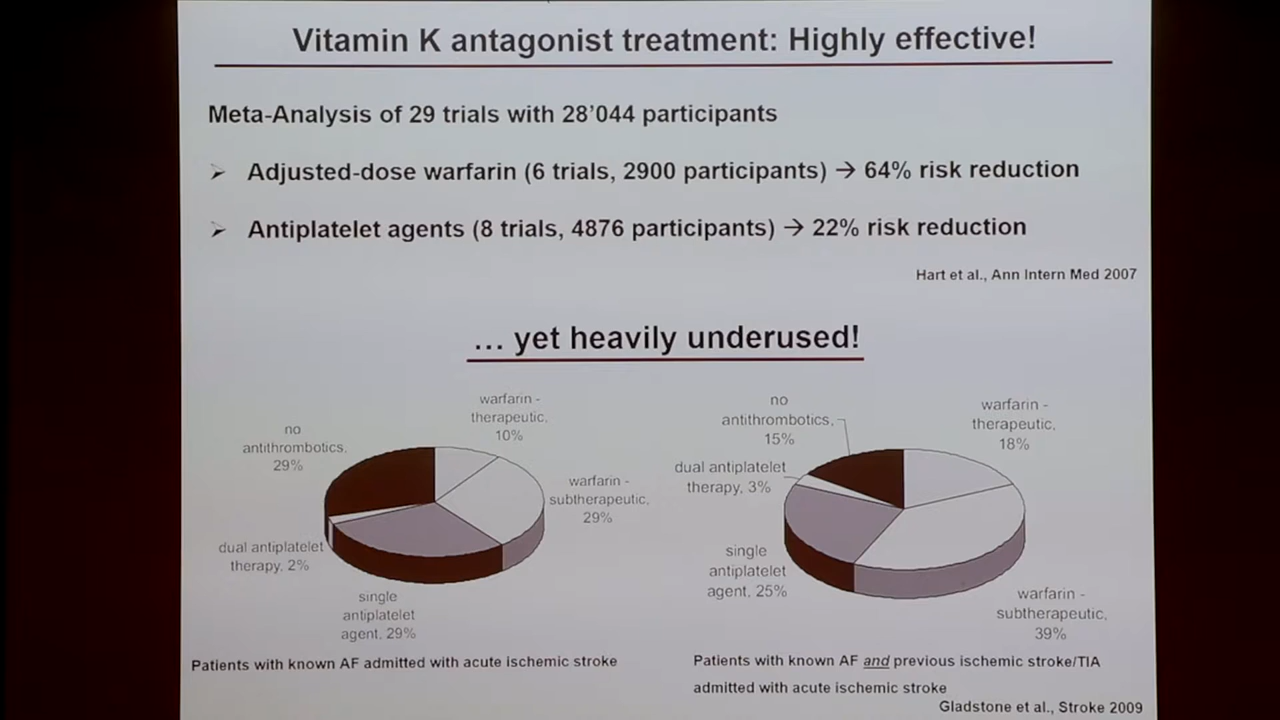 Vitamin K antagonist treatment: Highly effective!
Meta-Analysis of 29 trials with 28’044 participants
➢ Adjusted-dose warfarin (6 trials, 2900 participants) → 64% risk reduction
➢ Antiplatelet agents (8 trials, 4876 participants) → 22% risk reduction
Hart et al., Ann Intern Med 2007
... yet heavily underused!
warfarin -
therapeutic,
10%
no
antithrombotics,
29%
warfarin -
subtherapeutic,
29%
dual antiplatelet
therapy, 2%
single
antiplatelet
agent, 29%
Patients with known AF admitted with acute ischemic stroke
no
antithrombotics,
15%
warfarin -
therapeutic,
18%
dual antiplatelet
therapy, 3%
single
antiplatelet
agent, 25%
warfarin -
subtherapeutic,
39%
Patients with known AF and previous ischemic stroke/TIA
admitted with acute ischemic stroke
Gladstone et al., Stroke 2009